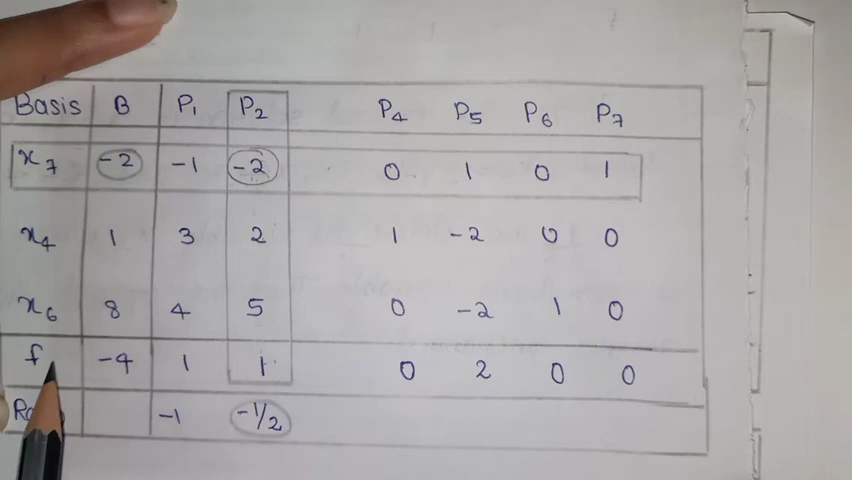 Basis B P₁ P₂ P₄ P₅ P₆ P₇
x₇ -2 -1 -2 0 1 0 1
x₄ 1 3 2 1 -2 0 0
x₆ 8 4 5 0 -2 1 0
f -4 1 1 0 2 0 0
-1 -1/2